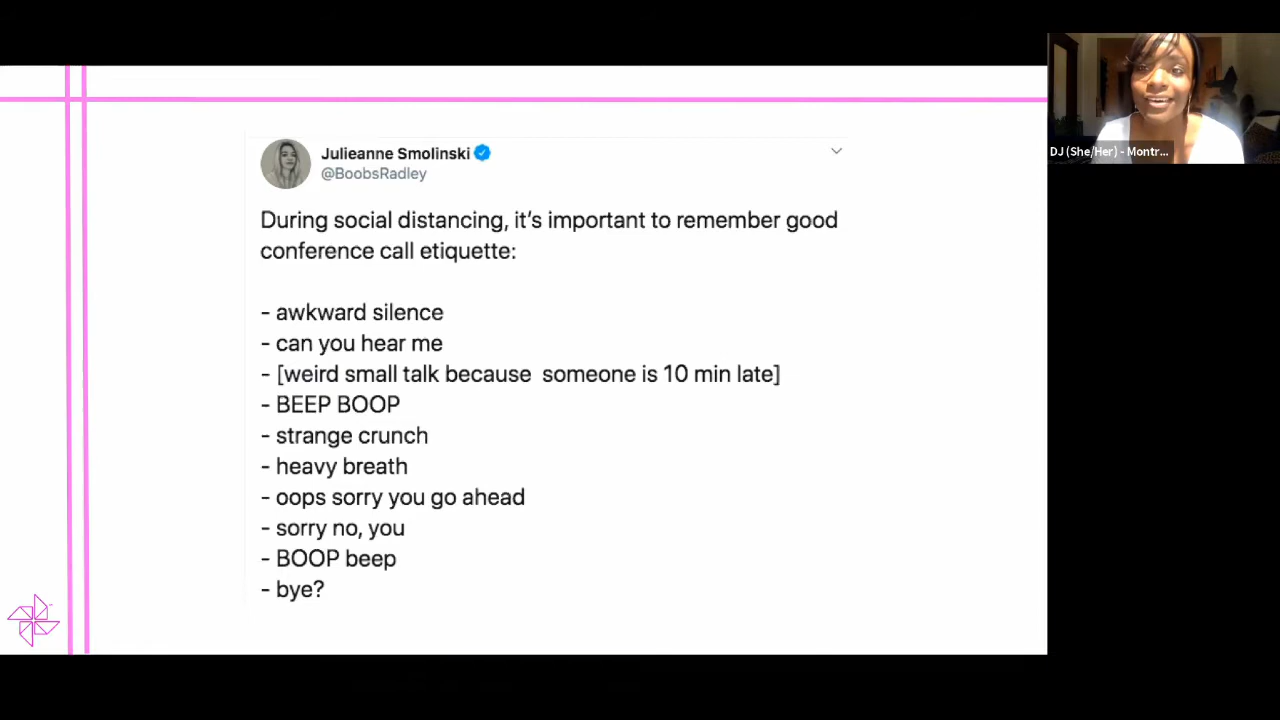 Julieanne Smolinski
@BoobsRadley
During social distancing, it's important to remember good
conference call etiquette:
- awkward silence
- can you hear me
- [weird small talk because  someone is 10 min late]
- BEEP BOOP
- strange crunch
- heavy breath
- oops sorry you go ahead
- sorry no, you
- BOOP beep
- bye?
DJ (She/Her) - Montr...